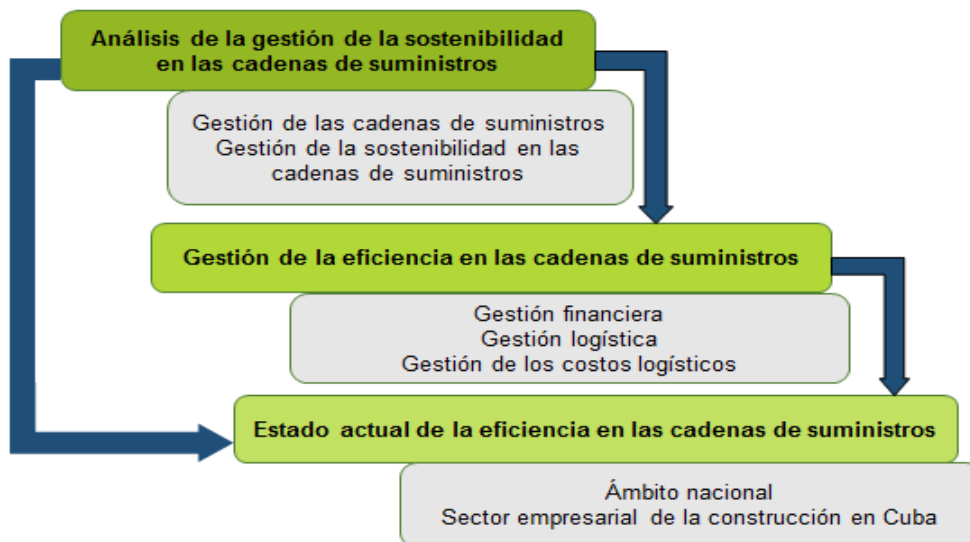 Análisis de la gestión de la sostenibilidad
en las cadenas de suministros
Gestión de las cadenas de suministros
Gestión de la sostenibilidad en las
cadenas de suministros
Gestión de la eficiencia en las cadenas de suministros
Gestión financiera
Gestión logística
Gestión de los costos logísticos
Estado actual de la eficiencia en las cadenas de suministros
Ámbito nacional
Sector empresarial de la construcción en Cuba